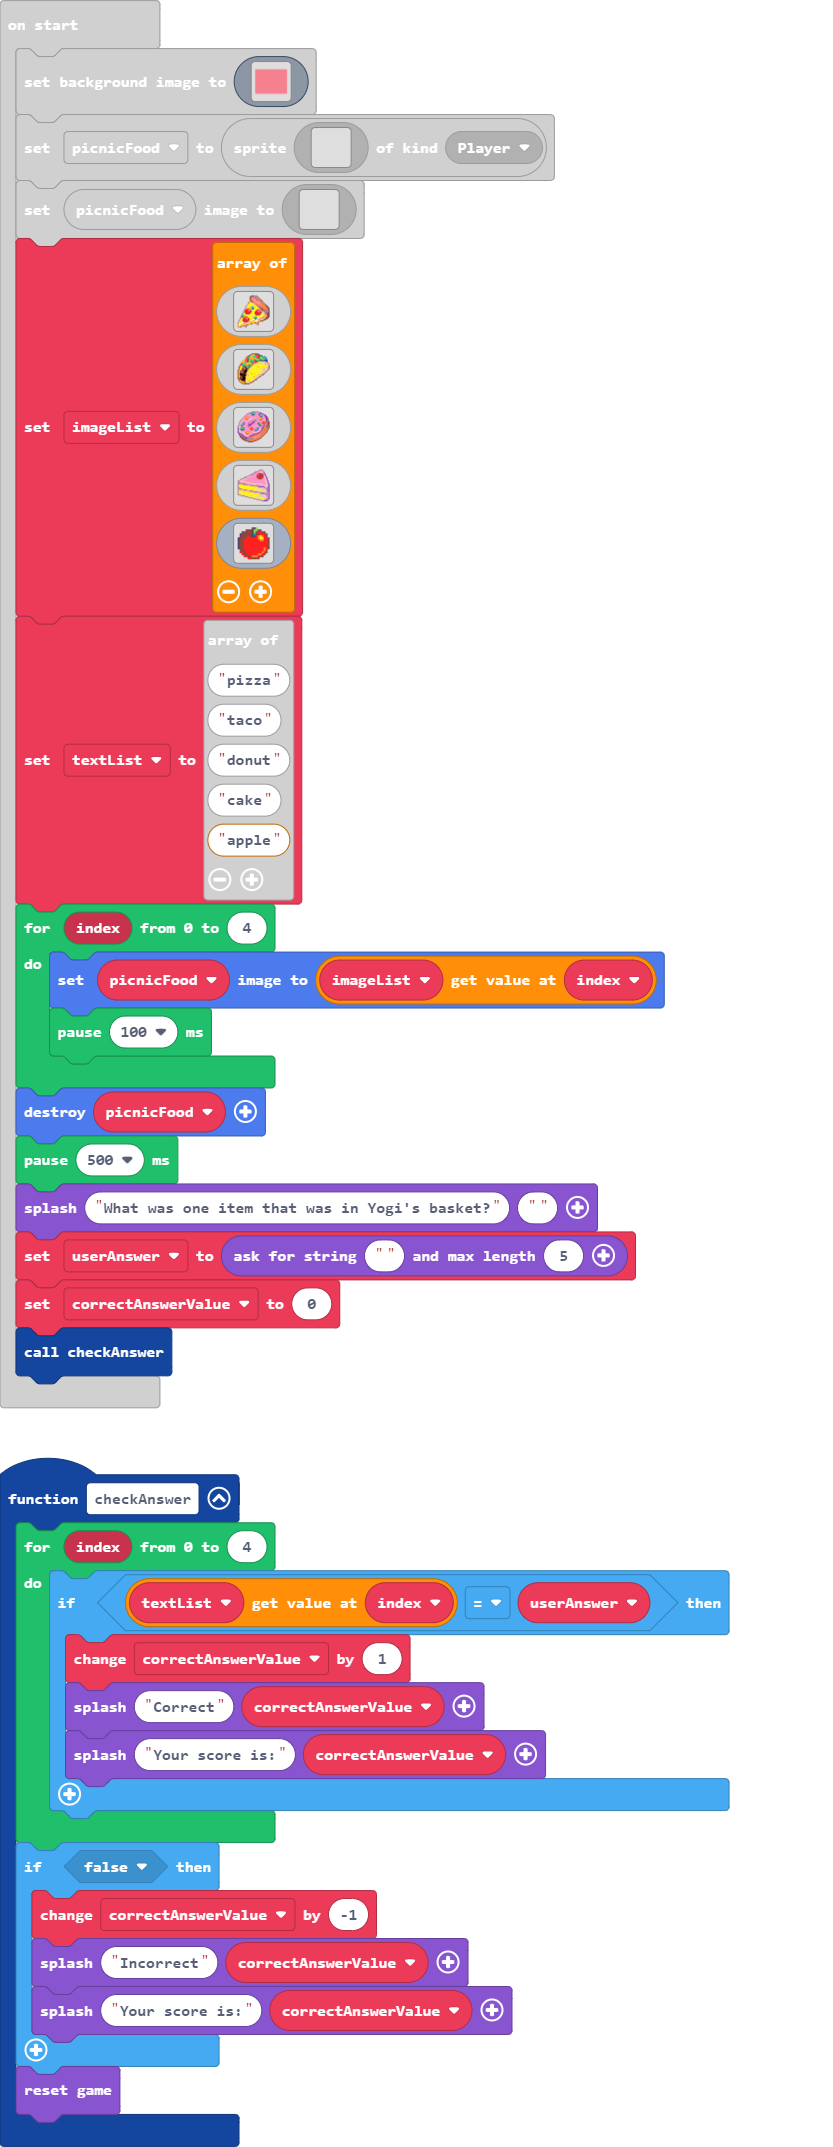 on start
set background image to
set picnicFood to sprite of kind Player
set picnicFood image to
array of
set imageList to
array of
"pizza"
"taco"
set textList to "donut"
"cake"
"apple"
for index from 0 to 4
do
set picnicFood image to imageList get value at index
pause 100 ms
destroy picnicFood
pause 500 ms
splash "What was one item that was in Yogi's basket?" " "
set userAnswer to ask for string " " and max length 5
set correctAnswerValue to 0
call checkAnswer
function checkAnswer
for index from 0 to 4
do
if textList get value at index = userAnswer then
change correctAnswerValue by 1
splash "Correct" correctAnswerValue
splash "Your score is:" correctAnswerValue
if false then
change correctAnswerValue by -1
splash "Incorrect" correctAnswerValue
splash "Your score is:" correctAnswerValue
reset game